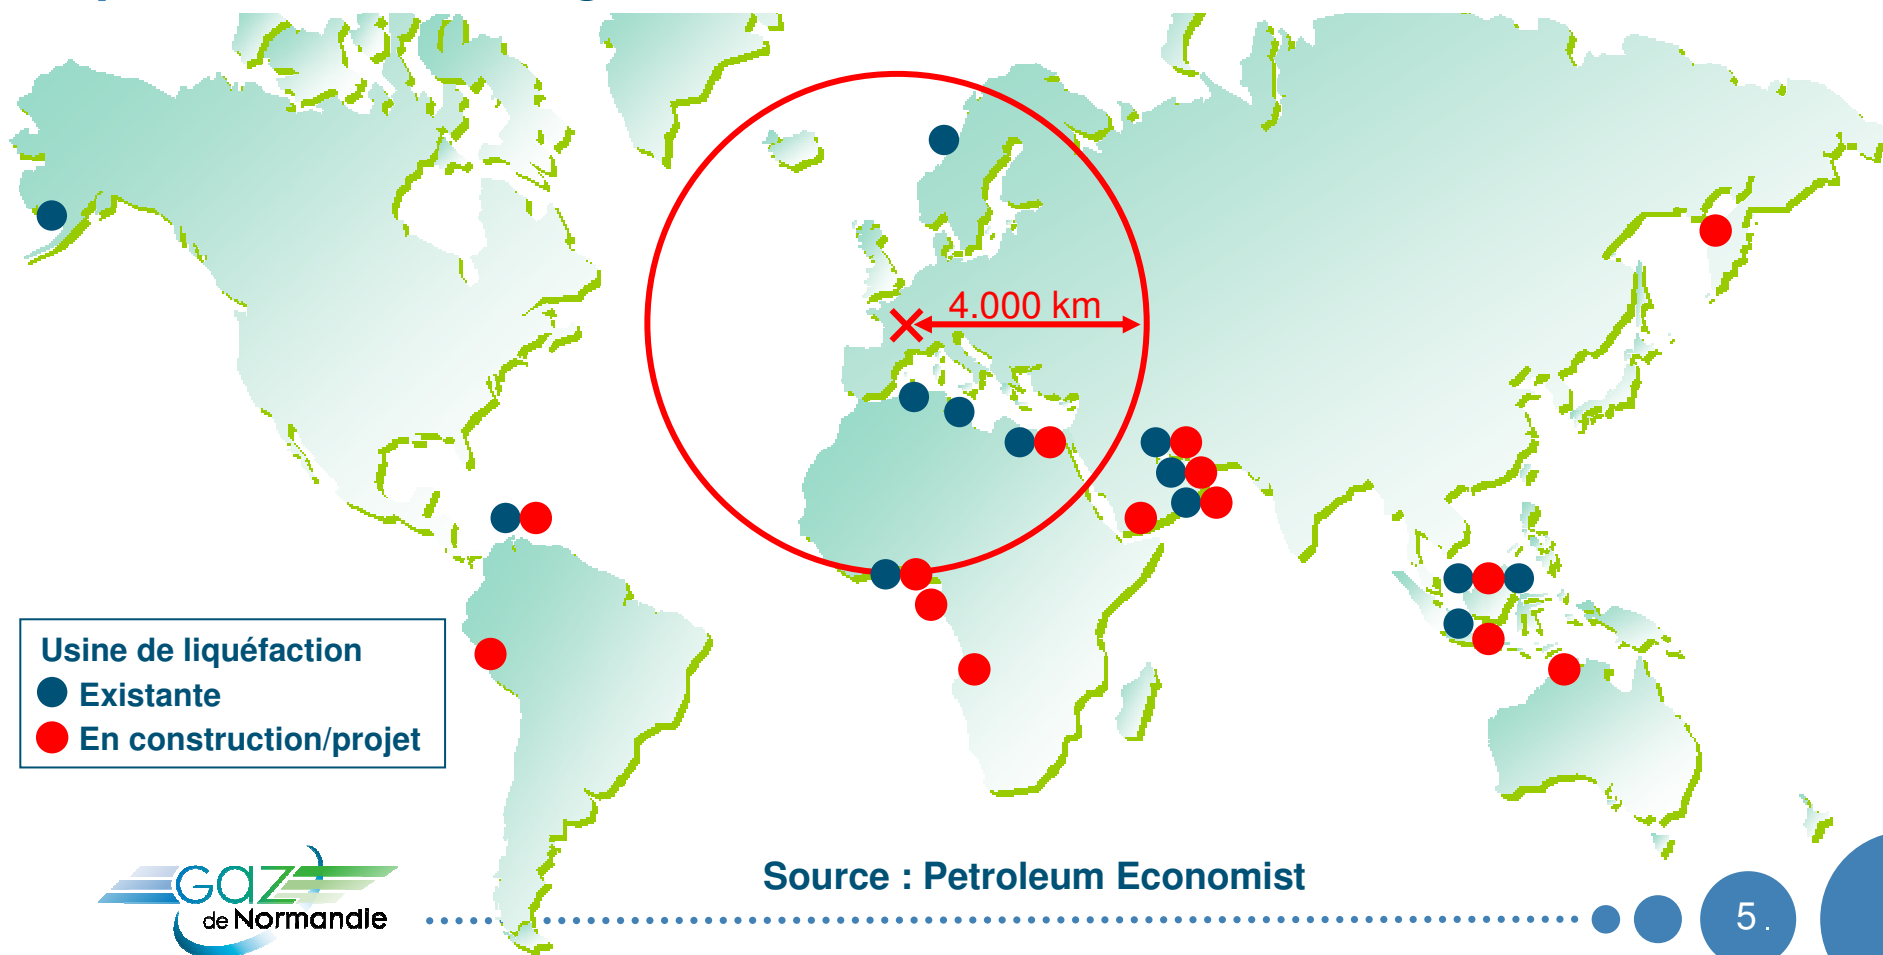 4.000 km
Usine de liquéfaction
Existante
En construction/projet
Source : Petroleum Economist
Gaz
de Normandie
5.